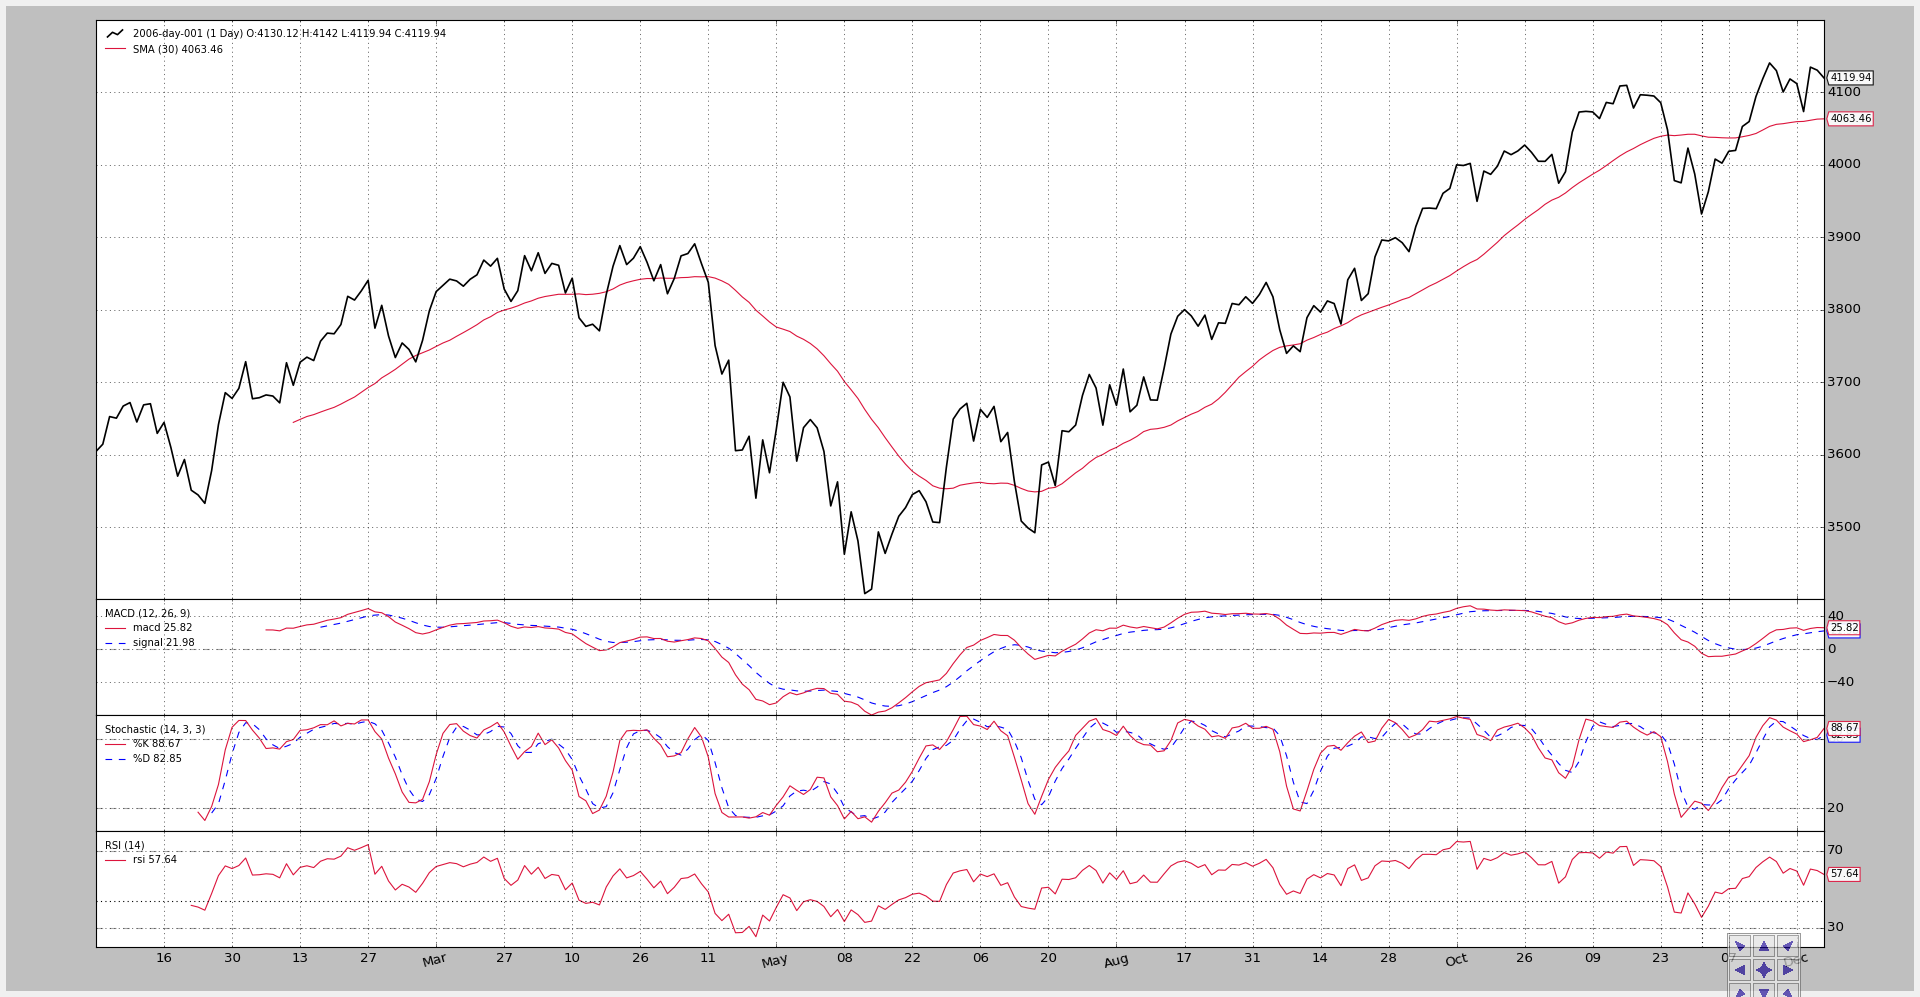 2006-day-001 (1 Day) O:4130.12 H:4142 L:4119.94 C:4119.94
SMA (30) 4063.46
4119.94
4100
4063.46
4000
3900
3800
3700
3600
3500
MACD (12, 26, 9)
macd 25.82
signal 21.98
40
25.82
0
−40
Stochastic (14, 3, 3)
%K 88.67
%D 82.85
88.67
20
RSI (14)
rsi 57.64
70
57.64
30
16 30 13 27 Mar 27 10 26 11 May 08 22 06 20 Aug 17 31 14 28 Oct 26 09 23 07 Dec